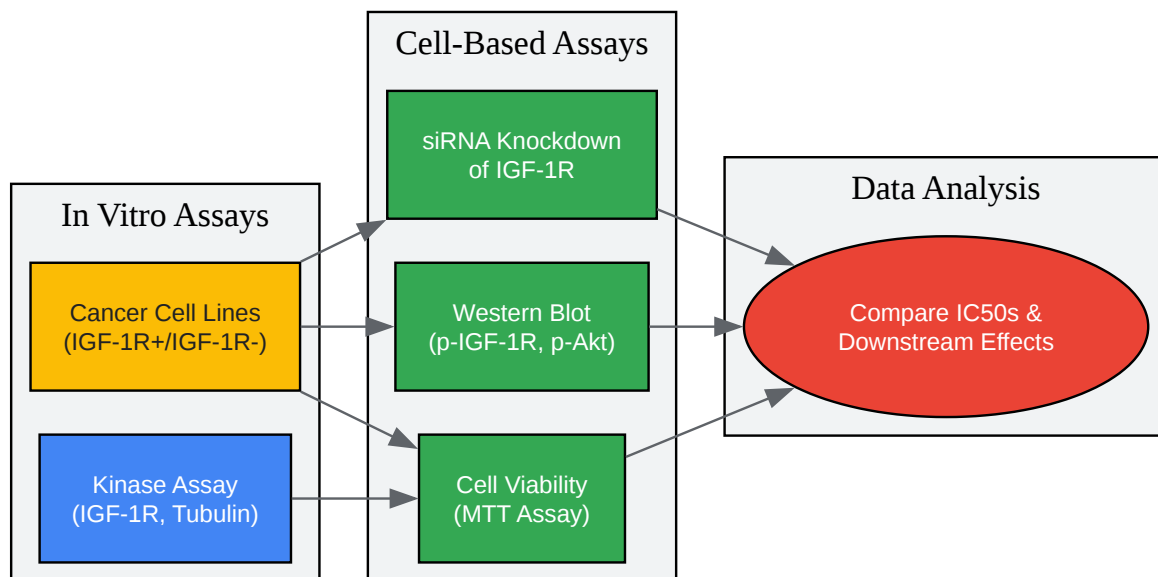 In Vitro Assays
Cancer Cell Lines
(IGF-1R+/IGF-1R-)
Kinase Assay
(IGF-1R, Tubulin)
Cell-Based Assays
siRNA Knockdown
of IGF-1R
Western Blot
(p-IGF-1R, p-Akt)
Cell Viability
(MTT Assay)
Data Analysis
Compare IC50s &
Downstream Effects